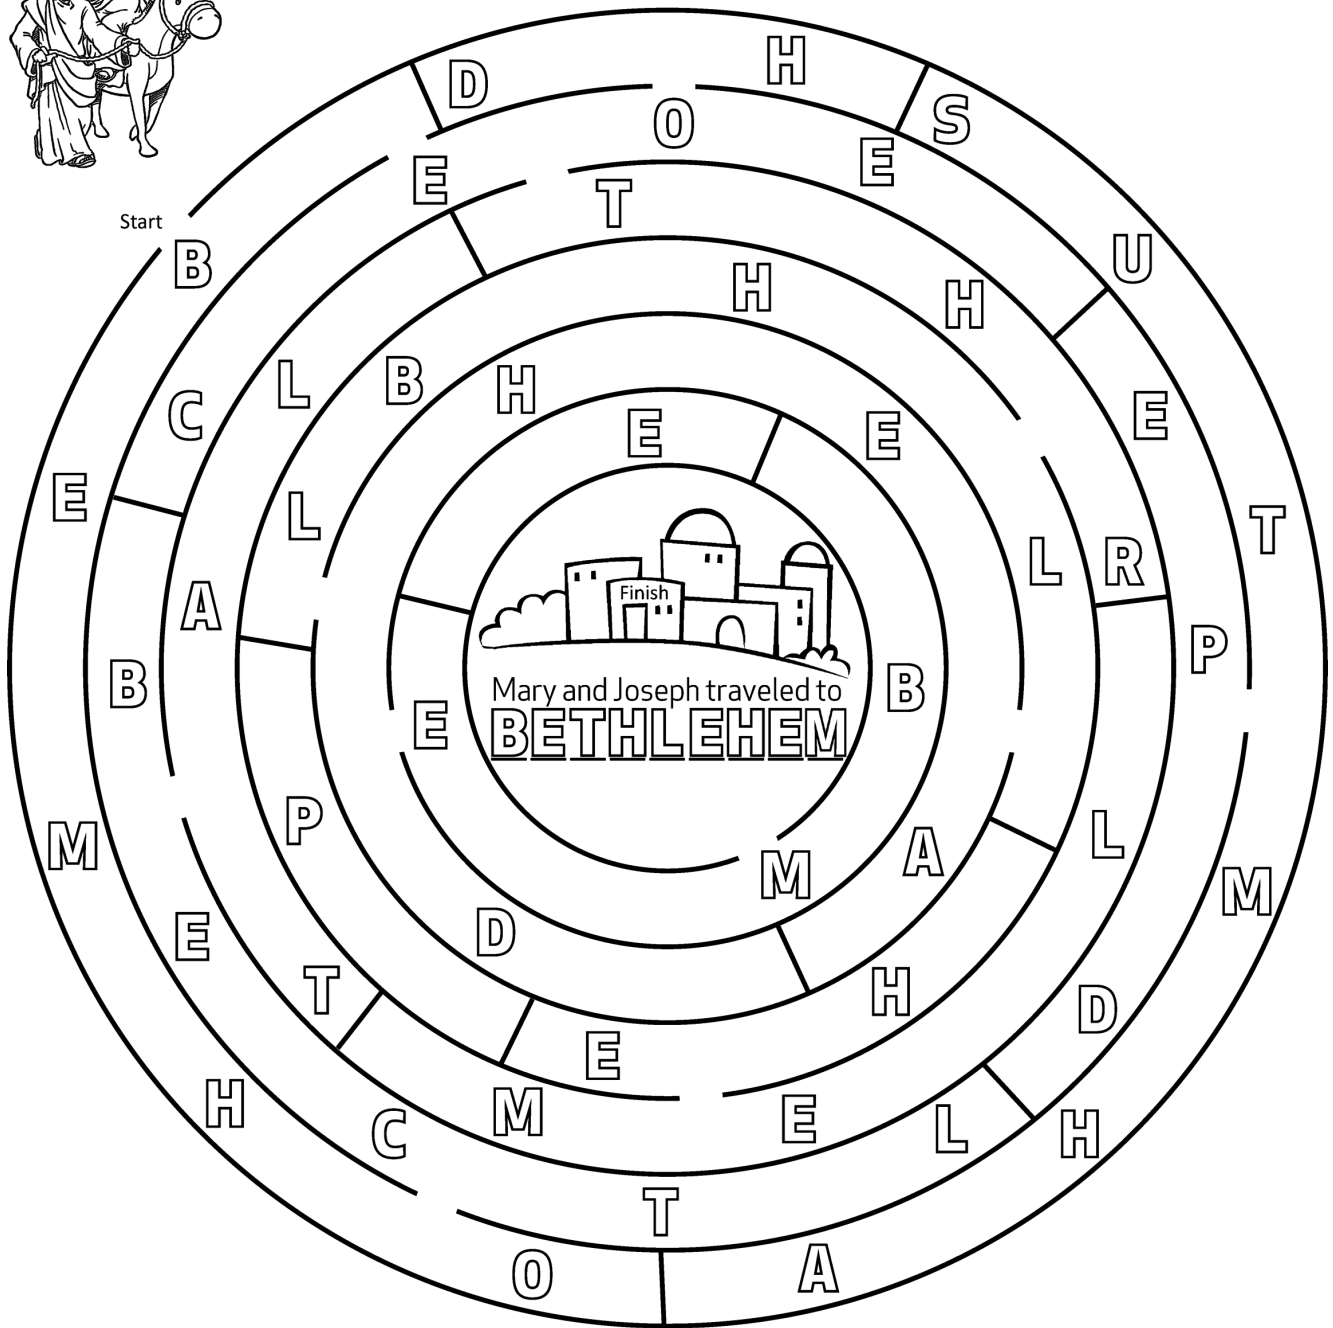 D H
S
O
E E
T
Start
B U
H H
L B H
C E
E E
E L T
L R
A
P
B B
E
BETHLEHEM
Mary and Joseph traveled to
Finish
P L
M A
M M
E D
T H D
E
H C M E L H
T
O A